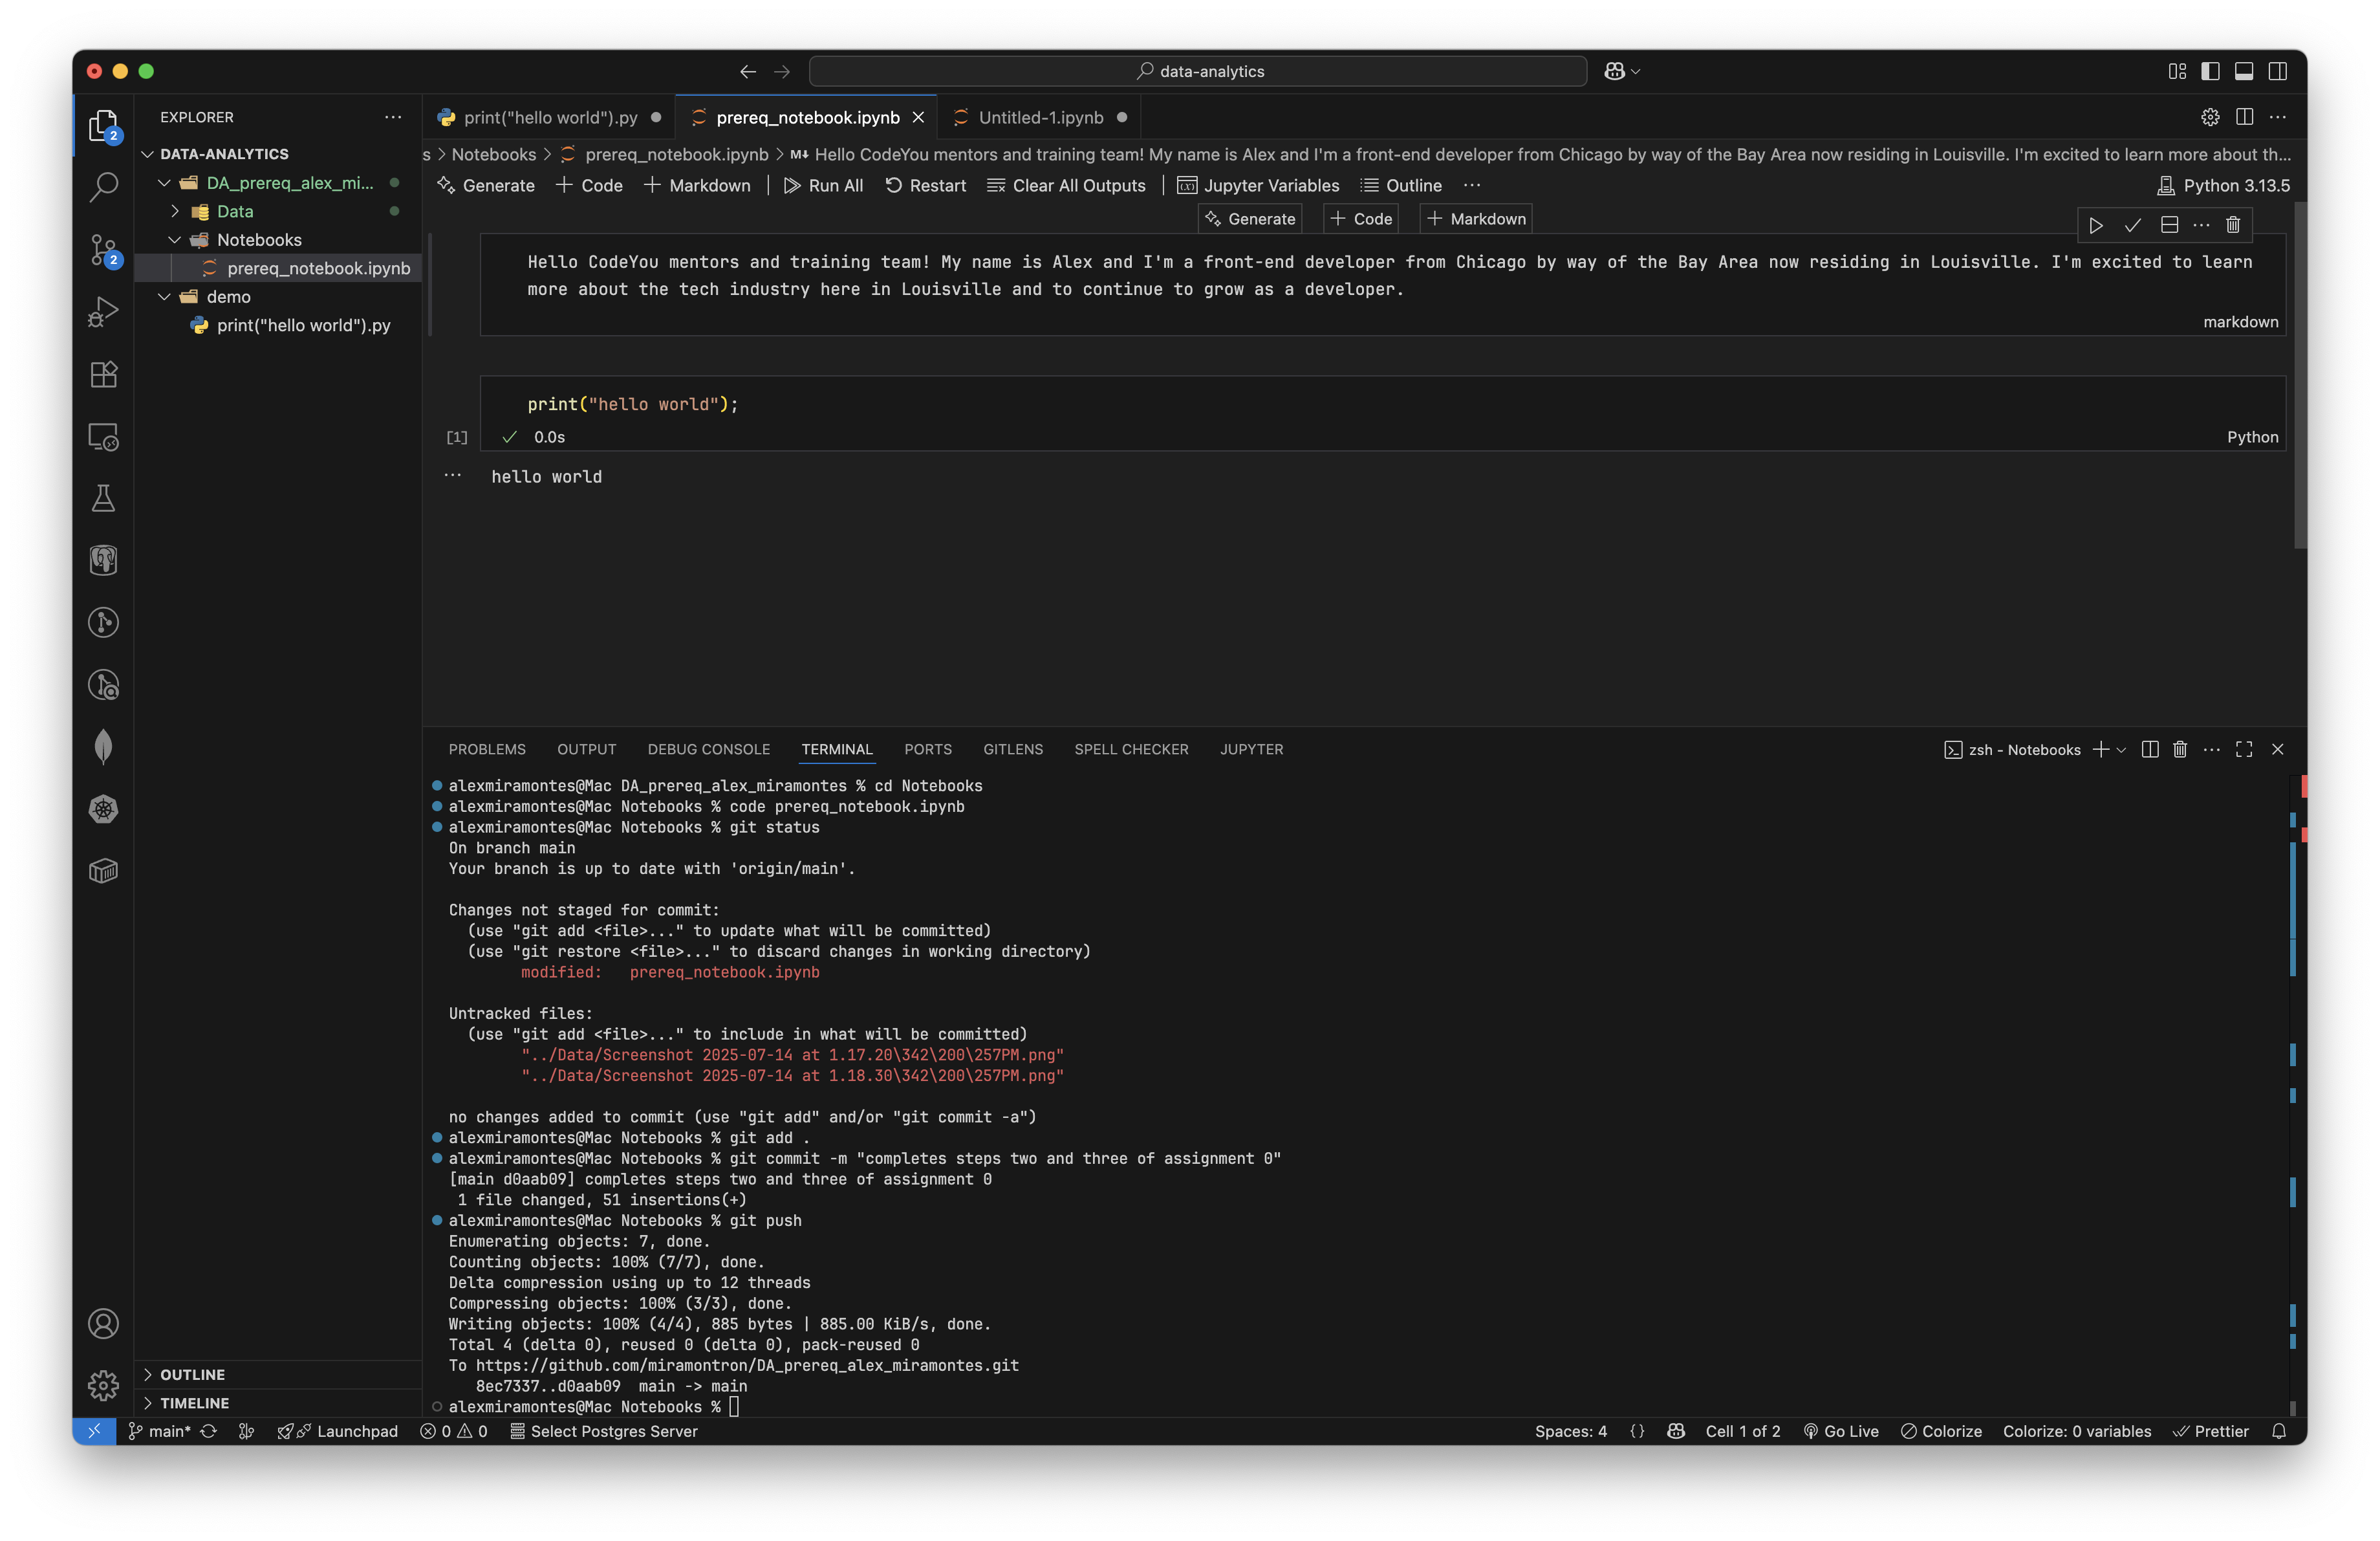 data-analytics
EXPLORER
print("hello world").py
prereq_notebook.ipynb
Untitled-1.ipynb
2
DATA-ANALYTICS
s > Notebooks > prereq_notebook.ipynb > M↓ Hello CodeYou mentors and training team! My name is Alex and I'm a front-end developer from Chicago by way of the Bay Area now residing in Louisville. I'm excited to learn more about th...
DA_prereq_alex_mi...
Generate + Code + Markdown Run All Restart Clear All Outputs Jupyter Variables Outline ... Python 3.13.5
Data
Generate + Code + Markdown
Notebooks
2
prereq_notebook.ipynb
demo
print("hello world").py
Hello CodeYou mentors and training team! My name is Alex and I'm a front-end developer from Chicago by way of the Bay Area now residing in Louisville. I'm excited to learn
more about the tech industry here in Louisville and to continue to grow as a developer.
markdown
print("hello world");
[1] 0.0s Python
... hello world
PROBLEMS OUTPUT DEBUG CONSOLE TERMINAL PORTS GITLENS SPELL CHECKER JUPYTER zsh - Notebooks
alexmiramontes@Mac DA_prereq_alex_miramontes % cd Notebooks
alexmiramontes@Mac Notebooks % code prereq_notebook.ipynb
alexmiramontes@Mac Notebooks % git status
On branch main
Your branch is up to date with 'origin/main'.
Changes not staged for commit:
(use "git add <file>..." to update what will be committed)
(use "git restore <file>..." to discard changes in working directory)
modified:   prereq_notebook.ipynb
Untracked files:
(use "git add <file>..." to include in what will be committed)
"../Data/Screenshot 2025-07-14 at 1.17.20\342\200\257PM.png"
"../Data/Screenshot 2025-07-14 at 1.18.30\342\200\257PM.png"
no changes added to commit (use "git add" and/or "git commit -a")
alexmiramontes@Mac Notebooks % git add .
alexmiramontes@Mac Notebooks % git commit -m "completes steps two and three of assignment 0"
[main d0aab09] completes steps two and three of assignment 0
1 file changed, 51 insertions(+)
alexmiramontes@Mac Notebooks % git push
Enumerating objects: 7, done.
Counting objects: 100% (7/7), done.
Delta compression using up to 12 threads
Compressing objects: 100% (3/3), done.
Writing objects: 100% (4/4), 885 bytes | 885.00 KiB/s, done.
Total 4 (delta 0), reused 0 (delta 0), pack-reused 0
To https://github.com/miramontron/DA_prereq_alex_miramontes.git
8ec7337..d0aab09  main -> main
alexmiramontes@Mac Notebooks %
OUTLINE
TIMELINE
main* Launchpad 0 0 Select Postgres Server Spaces: 4 {} Cell 1 of 2 Go Live Colorize Colorize: 0 variables Prettier